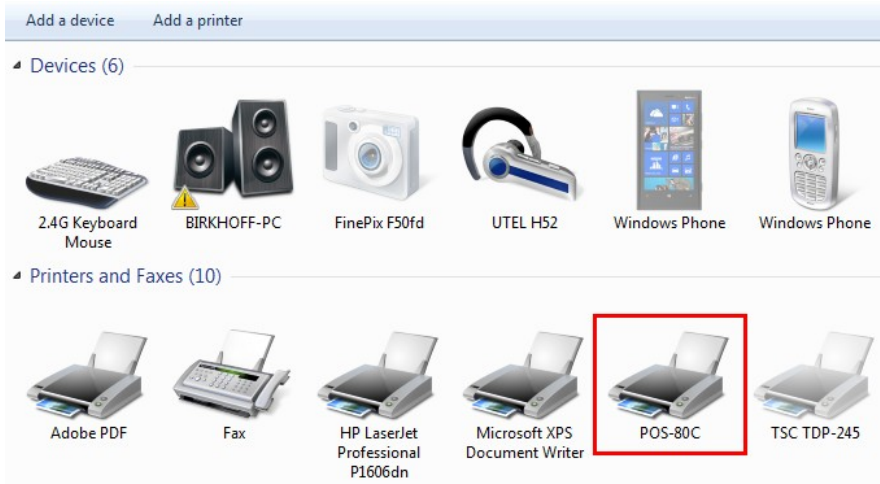 Add a device Add a printer
Devices (6)
2.4G Keyboard Mouse
BIRKHOFF-PC
FinePix F50fd
UTEL H52
Windows Phone
Windows Phone
Printers and Faxes (10)
Adobe PDF
Fax
HP LaserJet
Professional
P1606dn
Microsoft XPS
Document Writer
POS-80C
TSC TDP-245